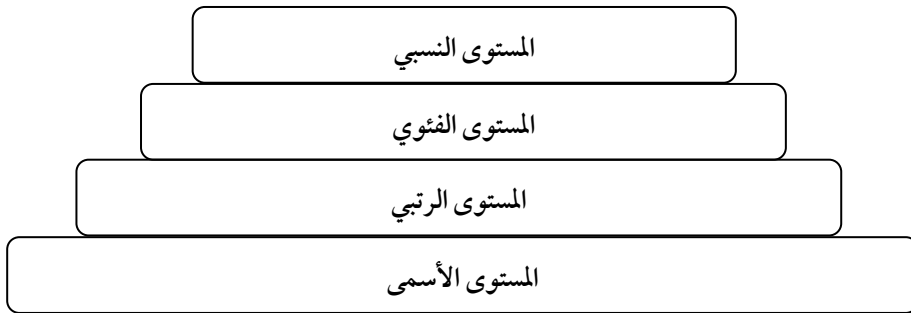 المستوى النسبي
المستوى الفئوي
المستوى الرتبي
المستوى الأسمى